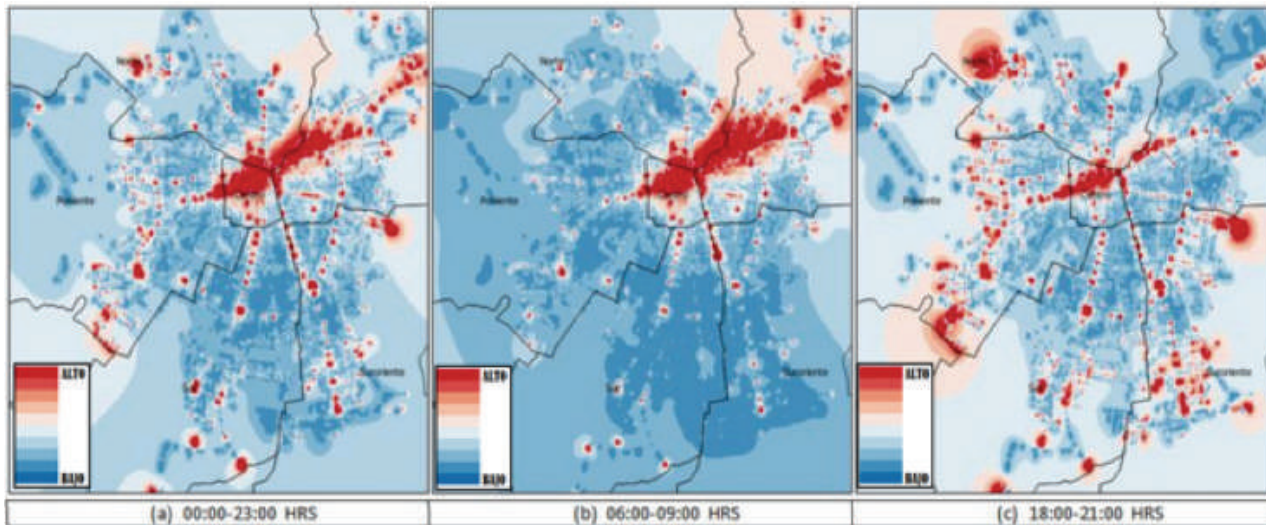 Norte
Poniente
Sur
Suroriente
ALTO
BAJO
(a) 00:00-23:00 HRS
Norte
Poniente
Sur
Suroriente
ALTO
BAJO
(b) 06:00-09:00 HRS
Norte
Poniente
Sur
Suroriente
ALTO
BAJO
(c) 18:00-21:00 HRS